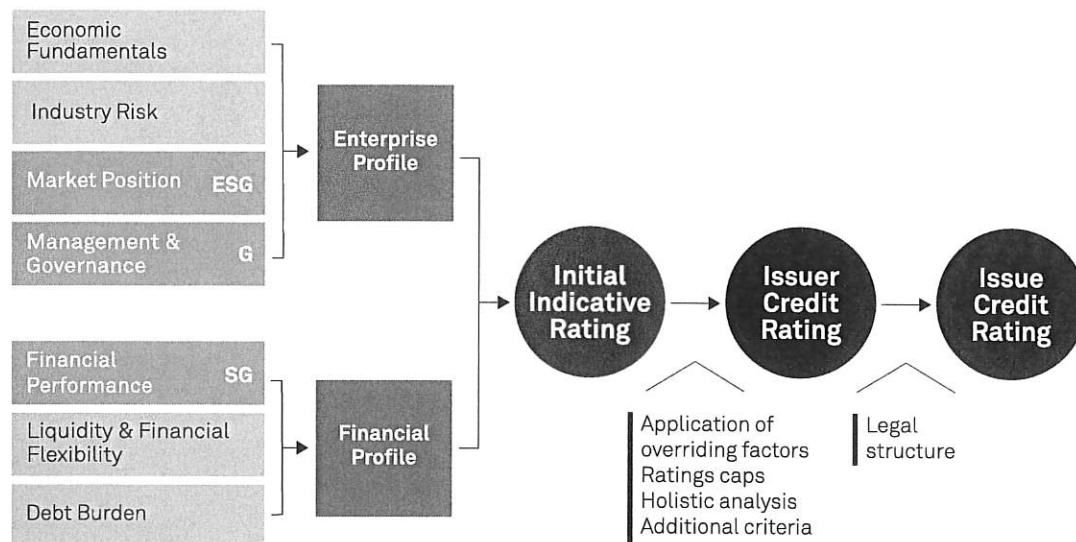 Economic
Fundamentals
Industry Risk
Market Position ESG
Management &
Governance G
Enterprise
Profile
Financial
Performance SG
Liquidity & Financial
Flexibility
Debt Burden
Financial
Profile
Initial
Indicative
Rating
Issuer
Credit
Rating
Issue
Credit
Rating
Application of
overriding factors
Ratings caps
Holistic analysis
Additional criteria
Legal
structure